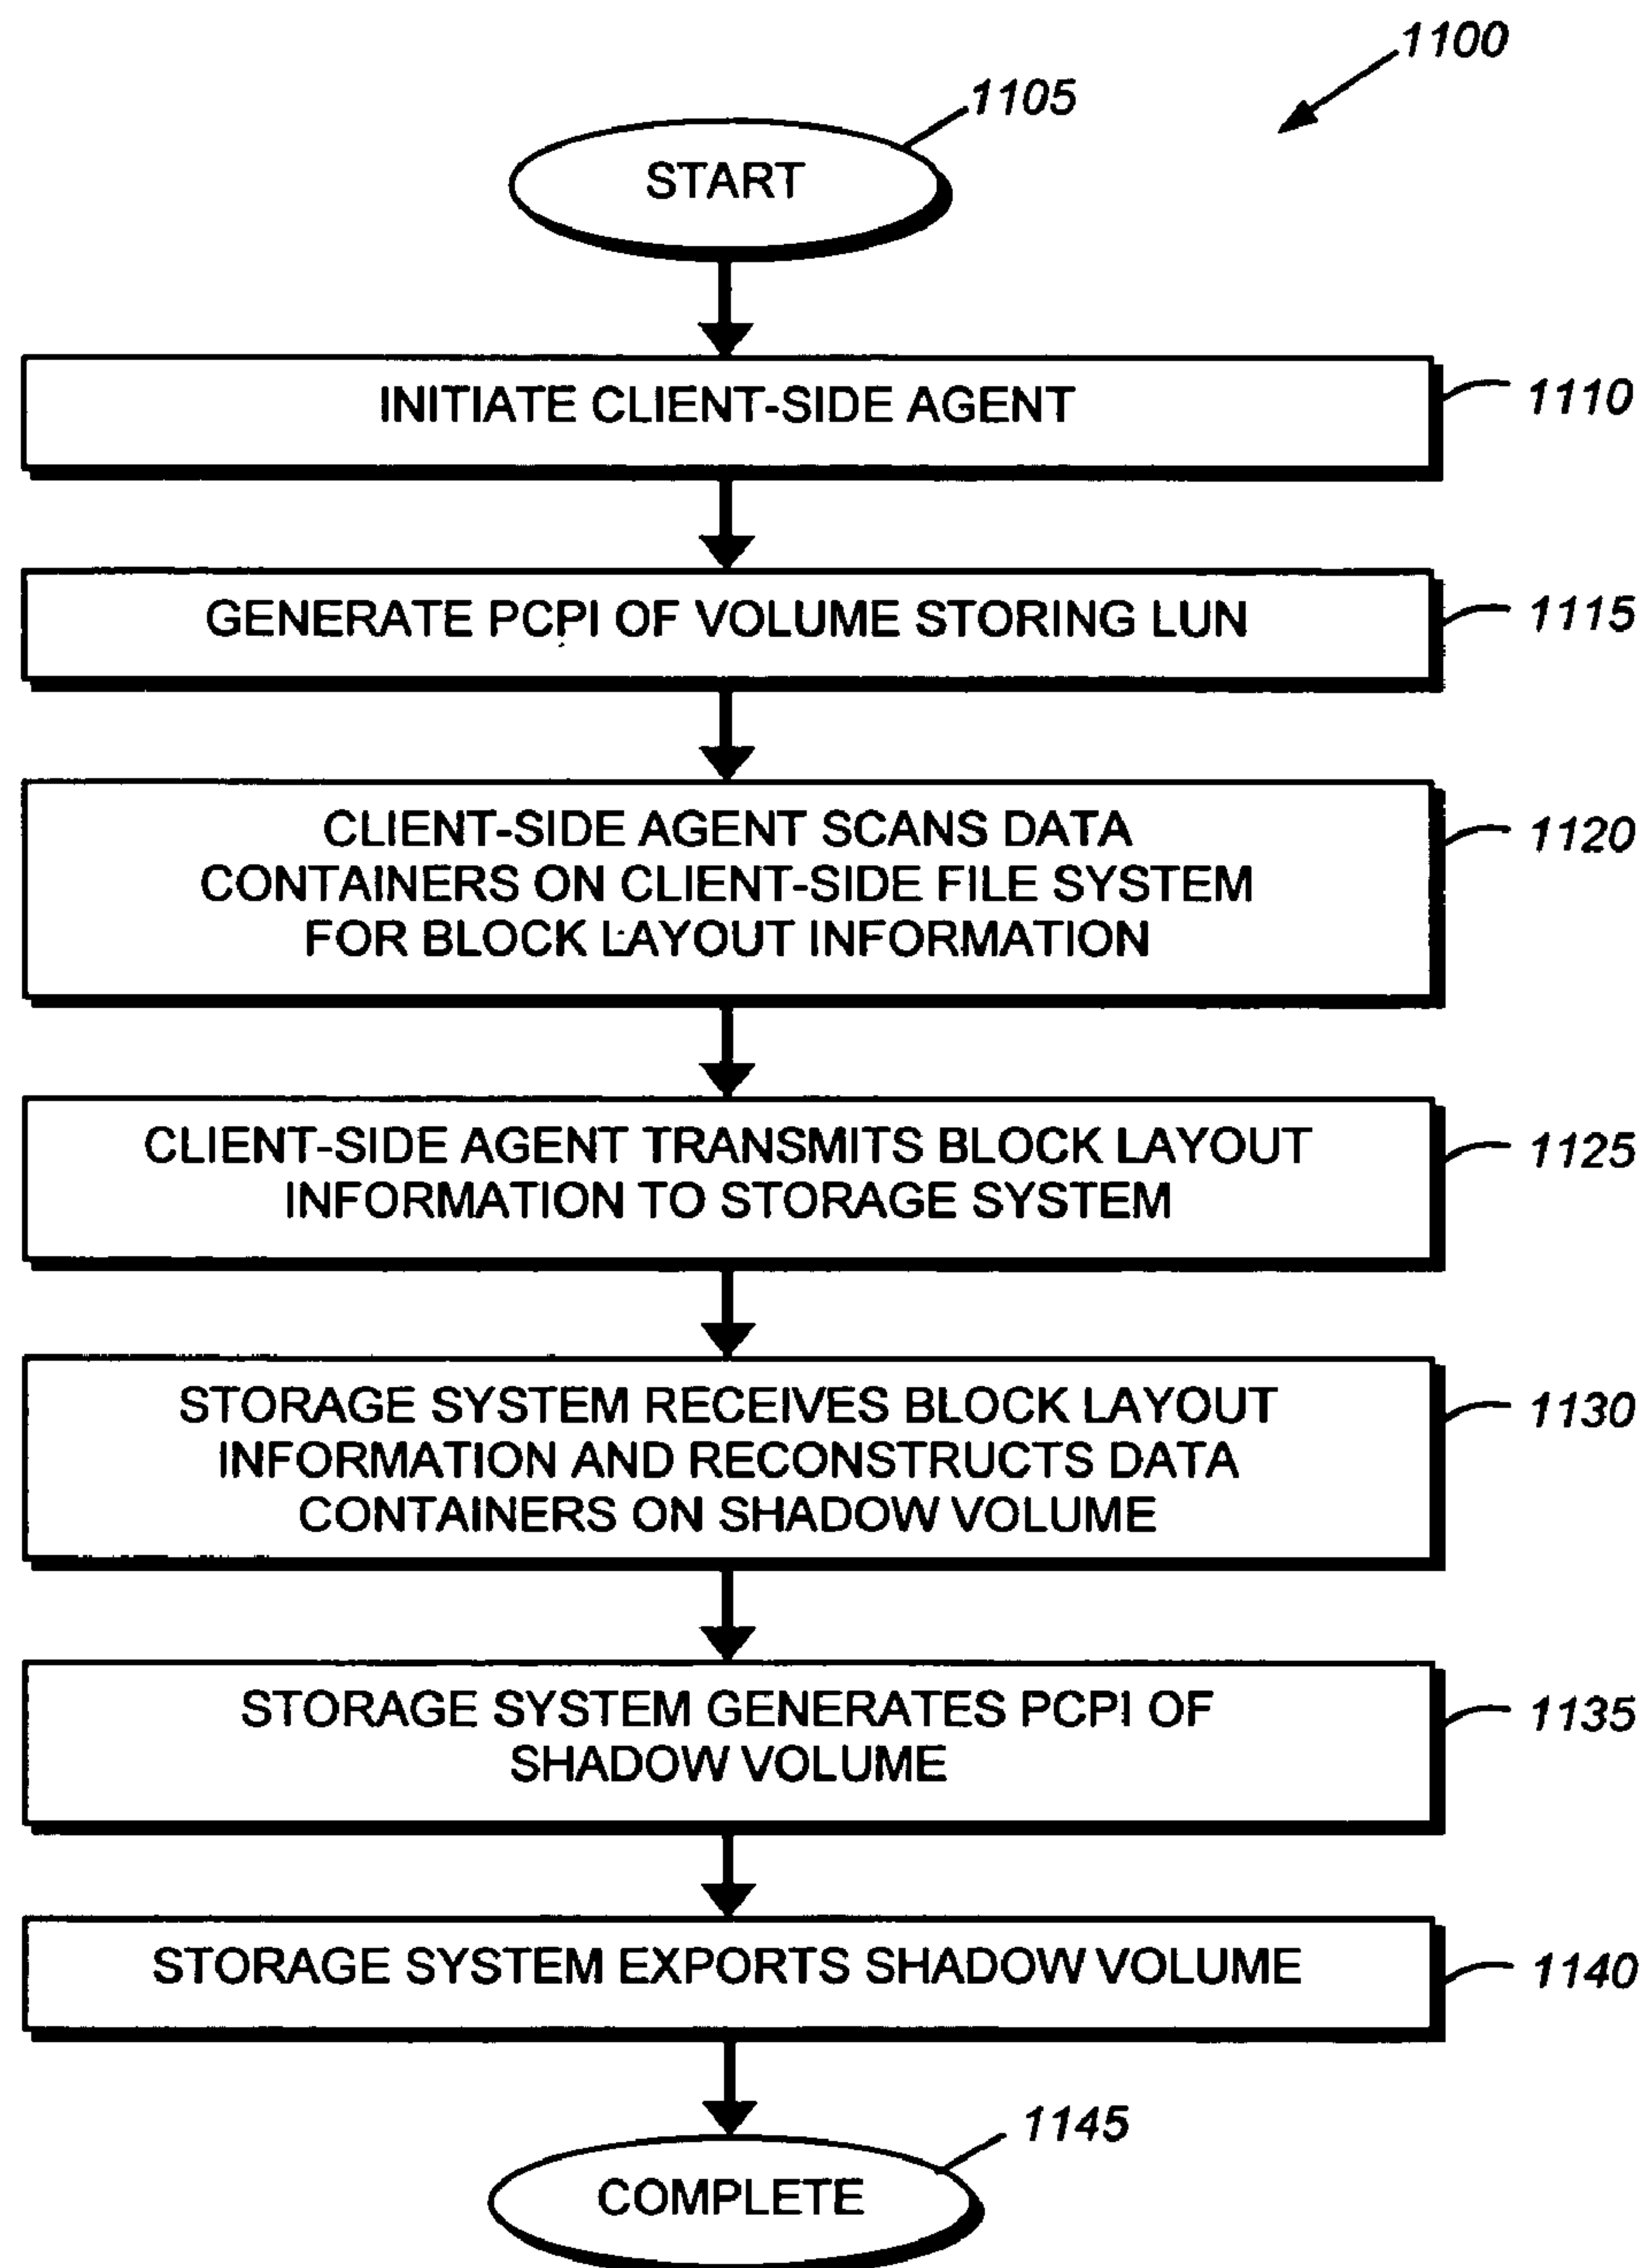 1100
1105
START
INITIATE CLIENT-SIDE AGENT
1110
GENERATE PCPI OF VOLUME STORING LUN
1115
CLIENT-SIDE AGENT SCANS DATA
CONTAINERS ON CLIENT-SIDE FILE SYSTEM
FOR BLOCK LAYOUT INFORMATION
1120
CLIENT-SIDE AGENT TRANSMITS BLOCK LAYOUT
INFORMATION TO STORAGE SYSTEM
1125
STORAGE SYSTEM RECEIVES BLOCK LAYOUT
INFORMATION AND RECONSTRUCTS DATA
CONTAINERS ON SHADOW VOLUME
1130
STORAGE SYSTEM GENERATES PCPI OF
SHADOW VOLUME
1135
STORAGE SYSTEM EXPORTS SHADOW VOLUME
1140
1145
COMPLETE